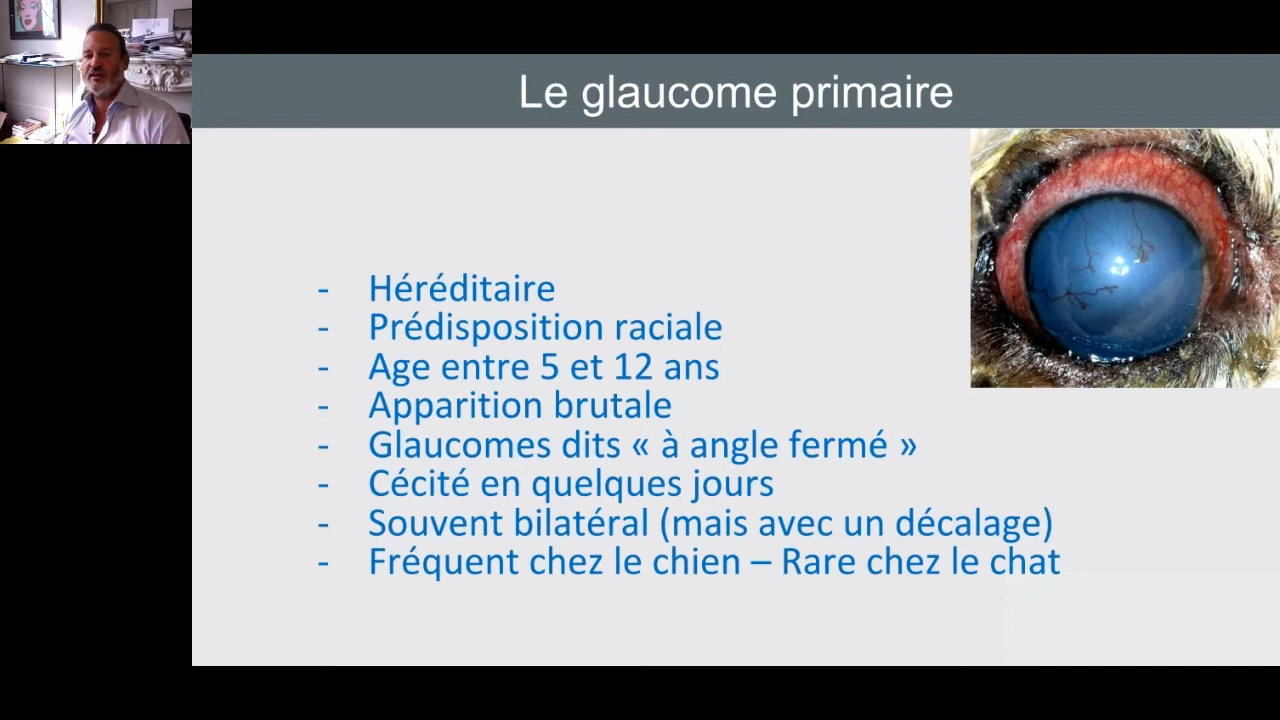 Le glaucome primaire
- Héréditaire
- Prédisposition raciale
- Age entre 5 et 12 ans
- Apparition brutale
- Glaucomes dits « à angle fermé »
- Cécité en quelques jours
- Souvent bilatéral (mais avec un décalage)
- Fréquent chez le chien – Rare chez le chat